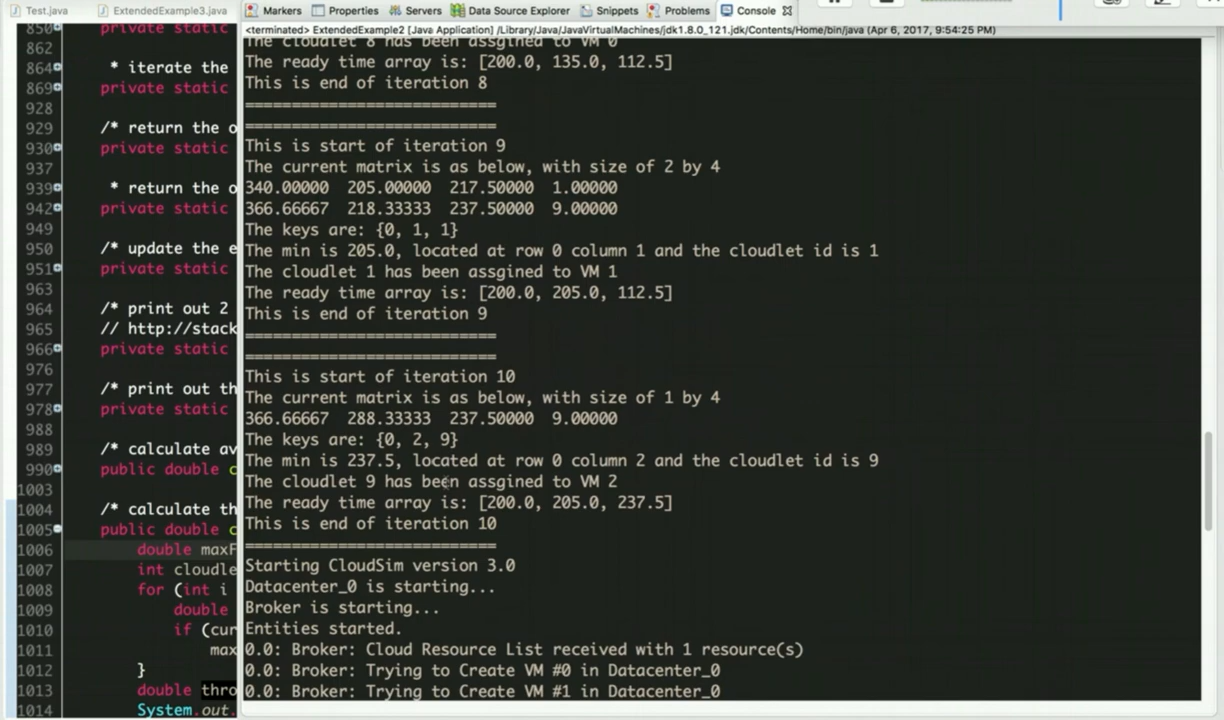 Test.java ExtendedExample3.java Markers Properties Servers Data Source Explorer Snippets Problems Console
<terminated> ExtendedExample2 [Java Application] /Library/Java/JavaVirtualMachines/jdk1.8.0_121.jdk/Contents/Home/bin/java (Apr 6, 2017, 9:54:25 PM)
850 private static
862
864 * iterate the
869 private static
928
929 /* return the o
930 private static
937
939 * return the o
942 private static
949
950 /* update the e
951 private static
963
964 /* print out 2
965 // http://stack
966 private static
976
977 /* print out th
978 private static
988
989 /* calculate av
990 public double c
1003
1004 /* calculate th
1005 public double c
1006 double maxF
1007 int cloudle
1008 for (int i
1009 double
1010 if (cur
1011 max
1012 }
1013 double thro
1014 System.out.
The cloudlet 8 has been assgined to VM 0
The ready time array is: [200.0, 135.0, 112.5]
This is end of iteration 8
==============================
==============================
This is start of iteration 9
The current matrix is as below, with size of 2 by 4
340.00000 205.00000 217.50000 1.00000
366.66667 218.33333 237.50000 9.00000
The keys are: {0, 1, 1}
The min is 205.0, located at row 0 column 1 and the cloudlet id is 1
The cloudlet 1 has been assgined to VM 1
The ready time array is: [200.0, 205.0, 112.5]
This is end of iteration 9
==============================
==============================
This is start of iteration 10
The current matrix is as below, with size of 1 by 4
366.66667 288.33333 237.50000 9.00000
The keys are: {0, 2, 9}
The min is 237.5, located at row 0 column 2 and the cloudlet id is 9
The cloudlet 9 has been assgined to VM 2
The ready time array is: [200.0, 205.0, 237.5]
This is end of iteration 10
==============================
Starting CloudSim version 3.0
Datacenter_0 is starting...
Broker is starting...
Entities started.
0.0: Broker: Cloud Resource List received with 1 resource(s)
0.0: Broker: Trying to Create VM #0 in Datacenter_0
0.0: Broker: Trying to Create VM #1 in Datacenter_0